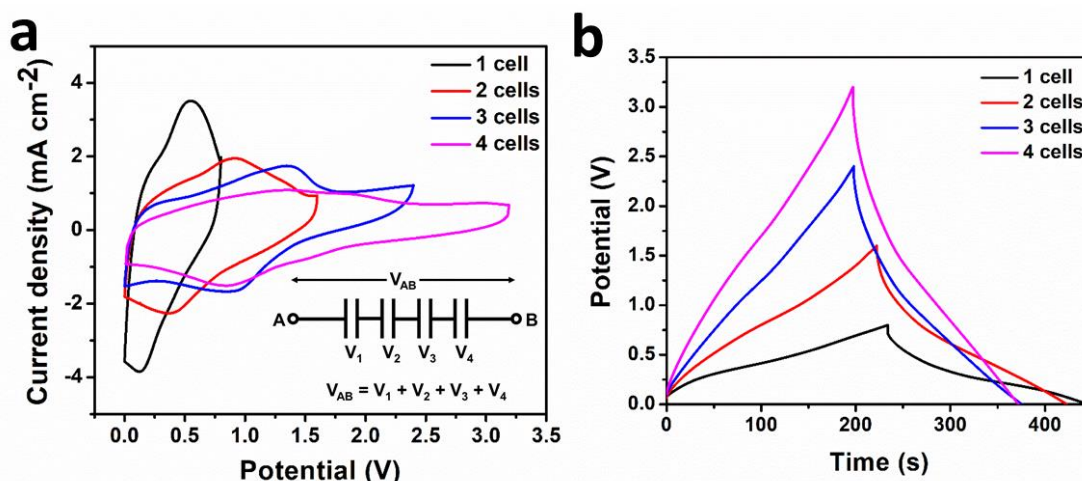 a
Current density (mA cm⁻²)
4
2
0
-2
-4
1 cell
2 cells
3 cells
4 cells
V_AB
A
B
V₁ V₂ V₃ V₄
V_AB = V₁ + V₂ + V₃ + V₄
0.0 0.5 1.0 1.5 2.0 2.5 3.0 3.5
Potential (V)
b
Potential (V)
3.5
3.0
2.5
2.0
1.5
1.0
0.5
0.0
1 cell
2 cells
3 cells
4 cells
0 100 200 300 400
Time (s)